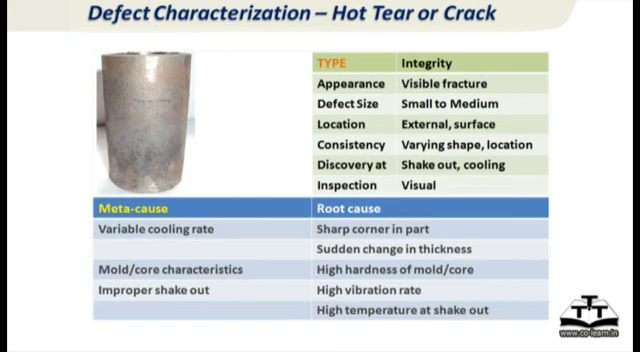 Defect Characterization – Hot Tear or Crack
TYPE Integrity
Appearance Visible fracture
Defect Size Small to Medium
Location External, surface
Consistency Varying shape, location
Discovery at Shake out, cooling
Inspection Visual
Meta-cause Root cause
Variable cooling rate Sharp corner in part
Sudden change in thickness
Mold/core characteristics High hardness of mold/core
Improper shake out High vibration rate
High temperature at shake out
TTT
www.co-learn.in